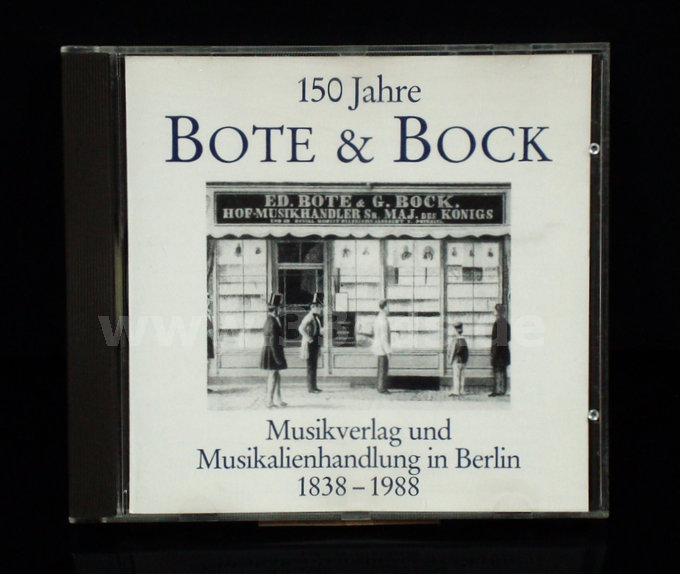 150 Jahre
BOTE & BOCK
ED. BOTE & G. BOCK.
HOF-MUSIKHÄNDLER SR. MAJ. DES KÖNIGS
Musikverlag und
Musikalienhandlung in Berlin
1838 – 1988